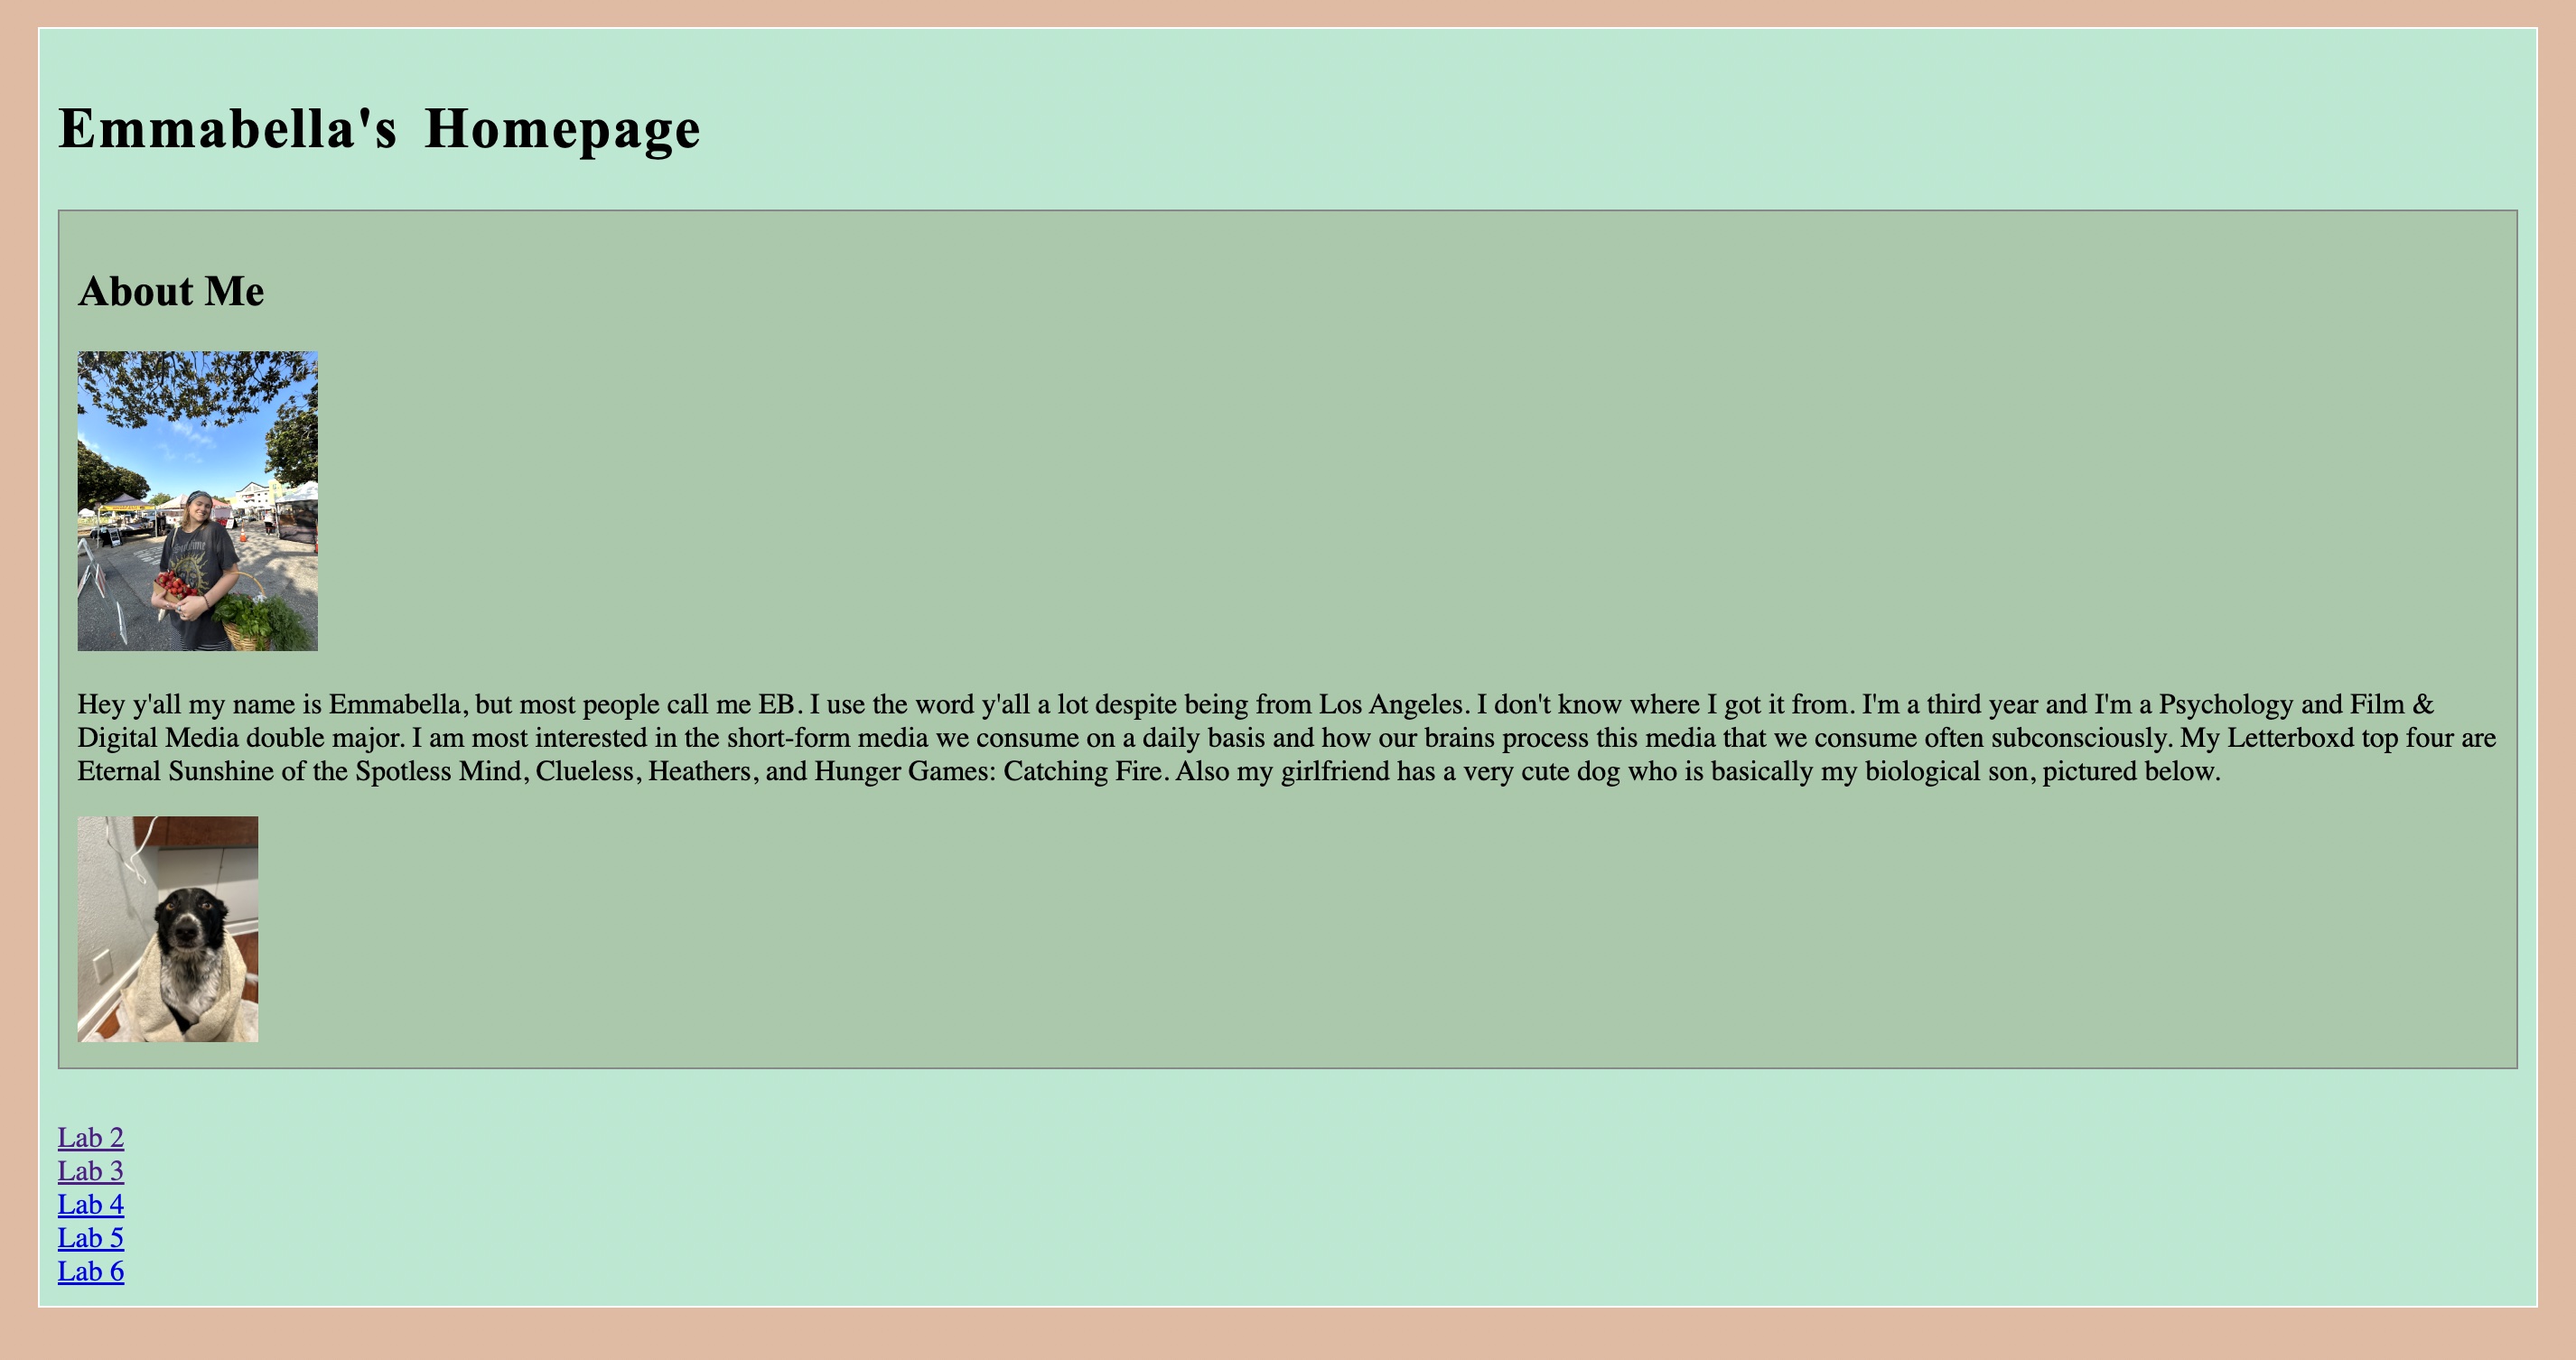 Emmabella's Homepage
About Me
Hey y'all my name is Emmabella, but most people call me EB. I use the word y'all a lot despite being from Los Angeles. I don't know where I got it from. I'm a third year and I'm a Psychology and Film &
Digital Media double major. I am most interested in the short-form media we consume on a daily basis and how our brains process this media that we consume often subconsciously. My Letterboxd top four are
Eternal Sunshine of the Spotless Mind, Clueless, Heathers, and Hunger Games: Catching Fire. Also my girlfriend has a very cute dog who is basically my biological son, pictured below.
Lab 2
Lab 3
Lab 4
Lab 5
Lab 6